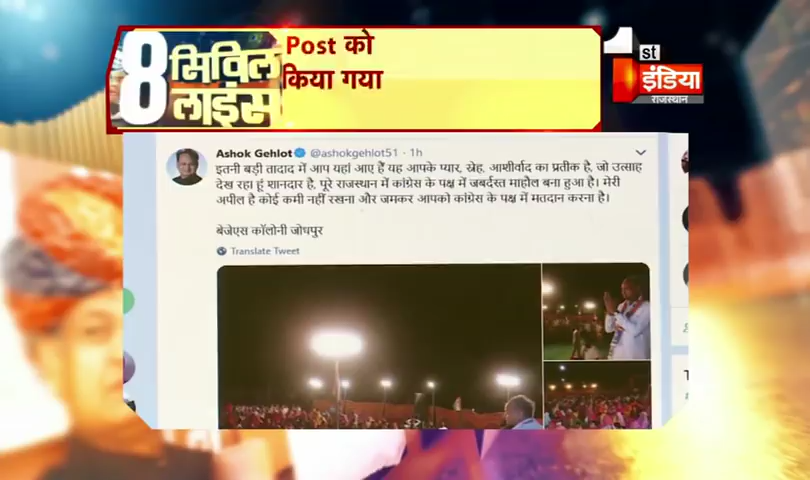 8 सिविल लाइंस
Post को
किया गया
1st
इंडिया
राजस्थान
Ashok Gehlot @ashokgehlot51 · 1h
इतनी बड़ी तादाद में आप यहां आए हैं यह आपके प्यार, स्नेह, आशीर्वाद का प्रतीक है, जो उत्साह
देख रहा हूं शानदार है, पूरे राजस्थान में कांग्रेस के पक्ष में जबर्दस्त माहौल बना हुआ है। मेरी
अपील है कोई कमी नहीं रखना और जमकर आपको कांग्रेस के पक्ष में मतदान करना है।
बेजेएस कॉलोनी जोधपुर
Translate Tweet